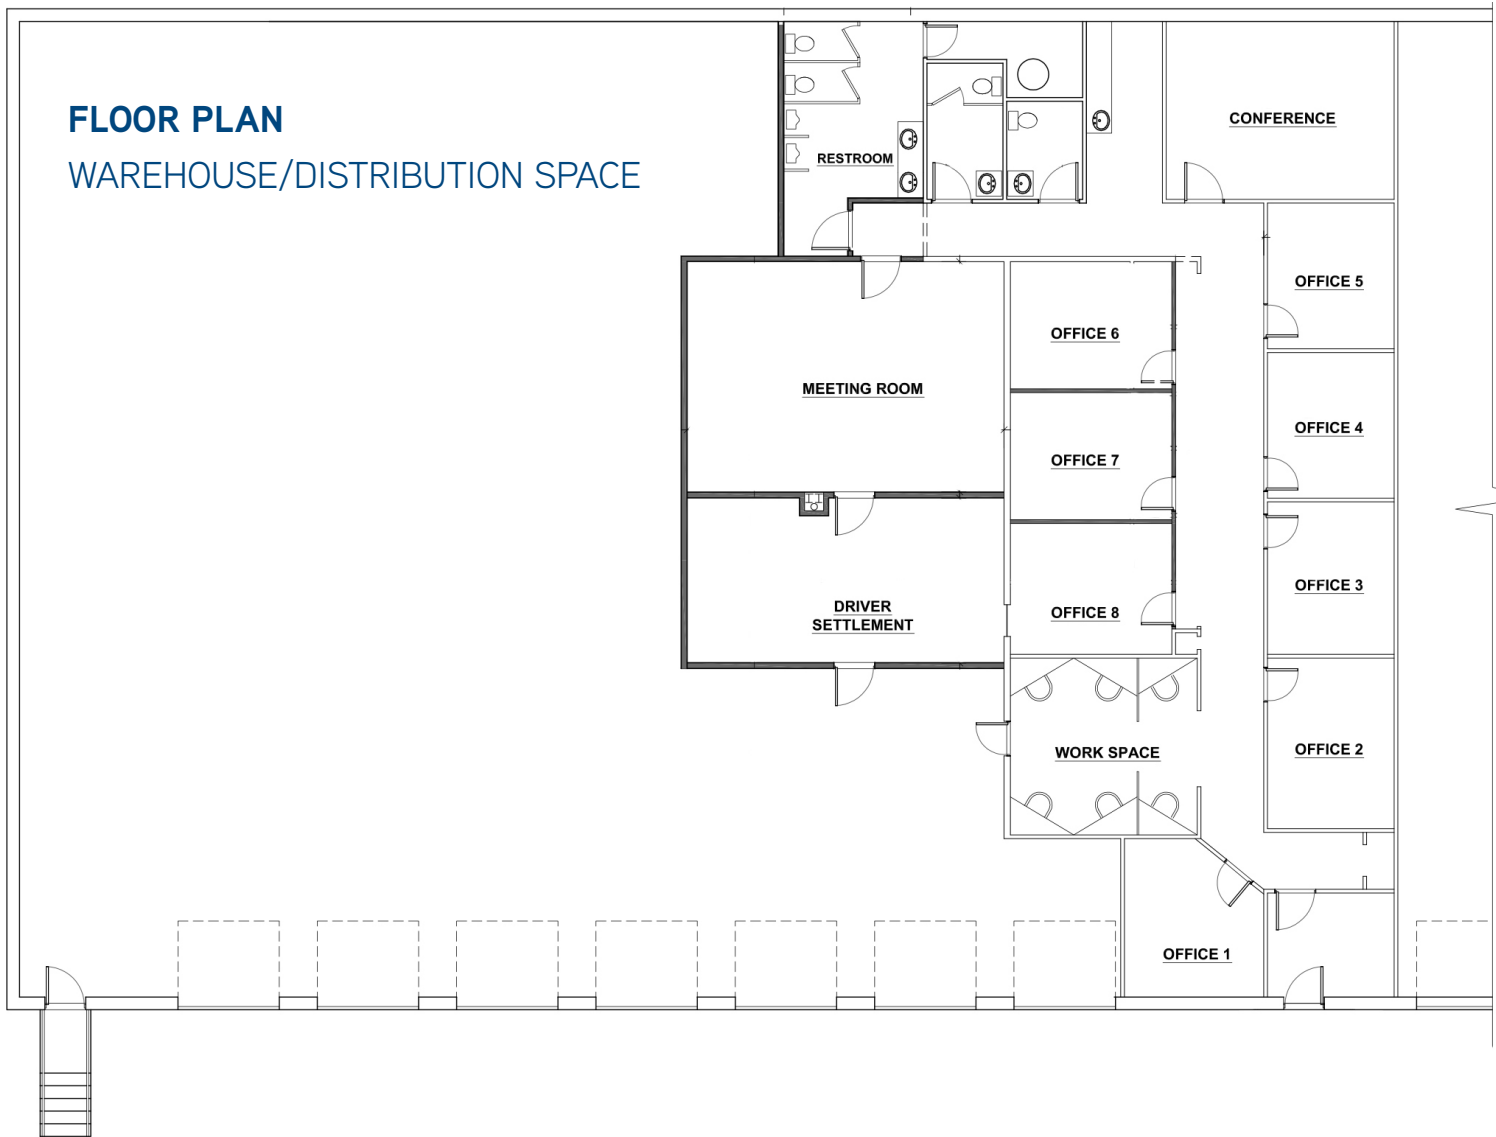 FLOOR PLAN
WAREHOUSE/DISTRIBUTION SPACE
CONFERENCE
RESTROOM
OFFICE 5
OFFICE 6
MEETING ROOM
OFFICE 4
OFFICE 7
OFFICE 3
DRIVER
SETTLEMENT
OFFICE 8
OFFICE 2
WORK SPACE
OFFICE 1